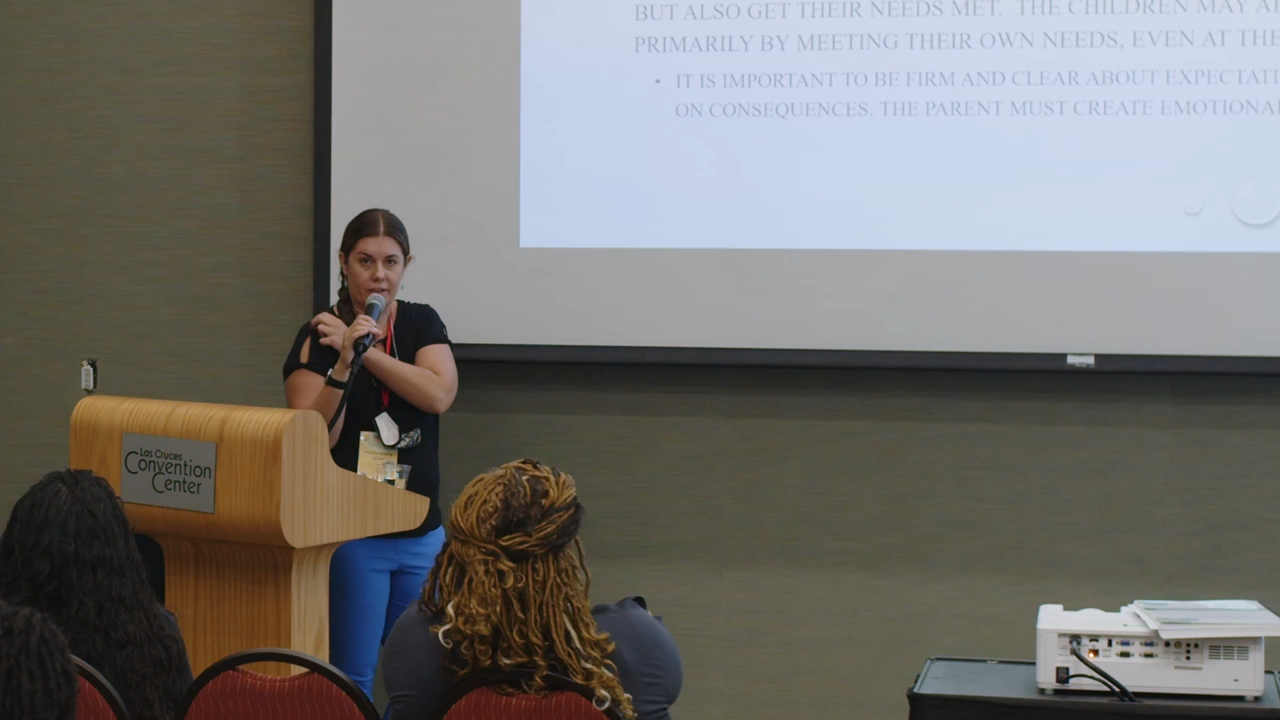 BUT ALSO GET THEIR NEEDS MET. THE CHILDREN MAY
PRIMARILY BY MEETING THEIR OWN NEEDS, EVEN AT THE
• IT IS IMPORTANT TO BE FIRM AND CLEAR ABOUT EXPECTATI
ON CONSEQUENCES. THE PARENT MUST CREATE EMOTIONAL
Las Cruces
Convention
Center